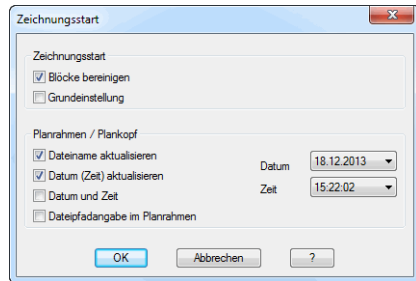 Zeichnungsstart
Zeichnungsstart
Blöcke bereinigen
Grundeinstellung
Planrahmen / Plankopf
Dateiname aktualisieren
Datum (Zeit) aktualisieren
Datum und Zeit
Dateipfadangabe im Planrahmen
Datum 18.12.2013
Zeit 15:22:02
OK Abbrechen ?